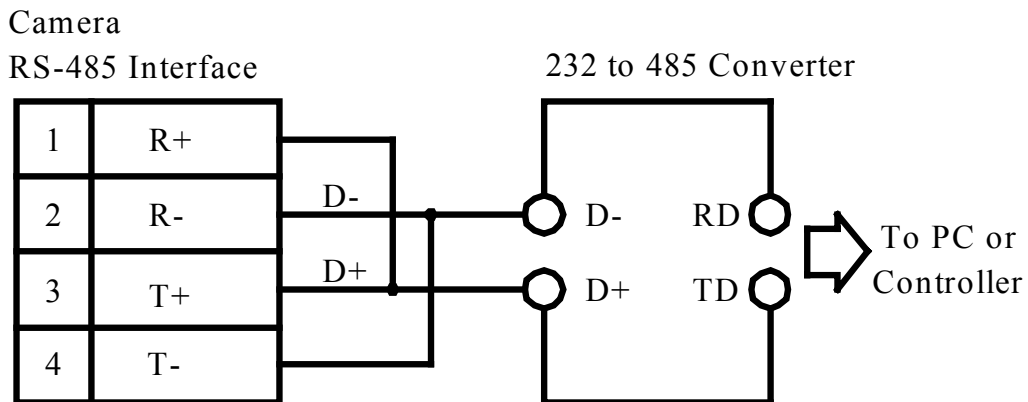 Camera
RS-485 Interface
232 to 485 Converter
1 R+
2 R-
3 T+
4 T-
D-
D+
D- RD
D+ TD
To PC or
Controller